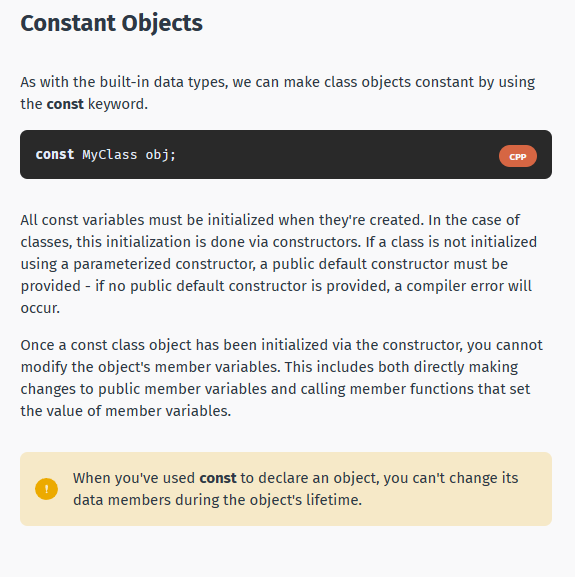 Constant Objects
As with the built-in data types, we can make class objects constant by using
the const keyword.
const MyClass obj;
CPP
All const variables must be initialized when they're created. In the case of
classes, this initialization is done via constructors. If a class is not initialized
using a parameterized constructor, a public default constructor must be
provided - if no public default constructor is provided, a compiler error will
occur.
Once a const class object has been initialized via the constructor, you cannot
modify the object's member variables. This includes both directly making
changes to public member variables and calling member functions that set
the value of member variables.
!
When you've used const to declare an object, you can't change its
data members during the object's lifetime.